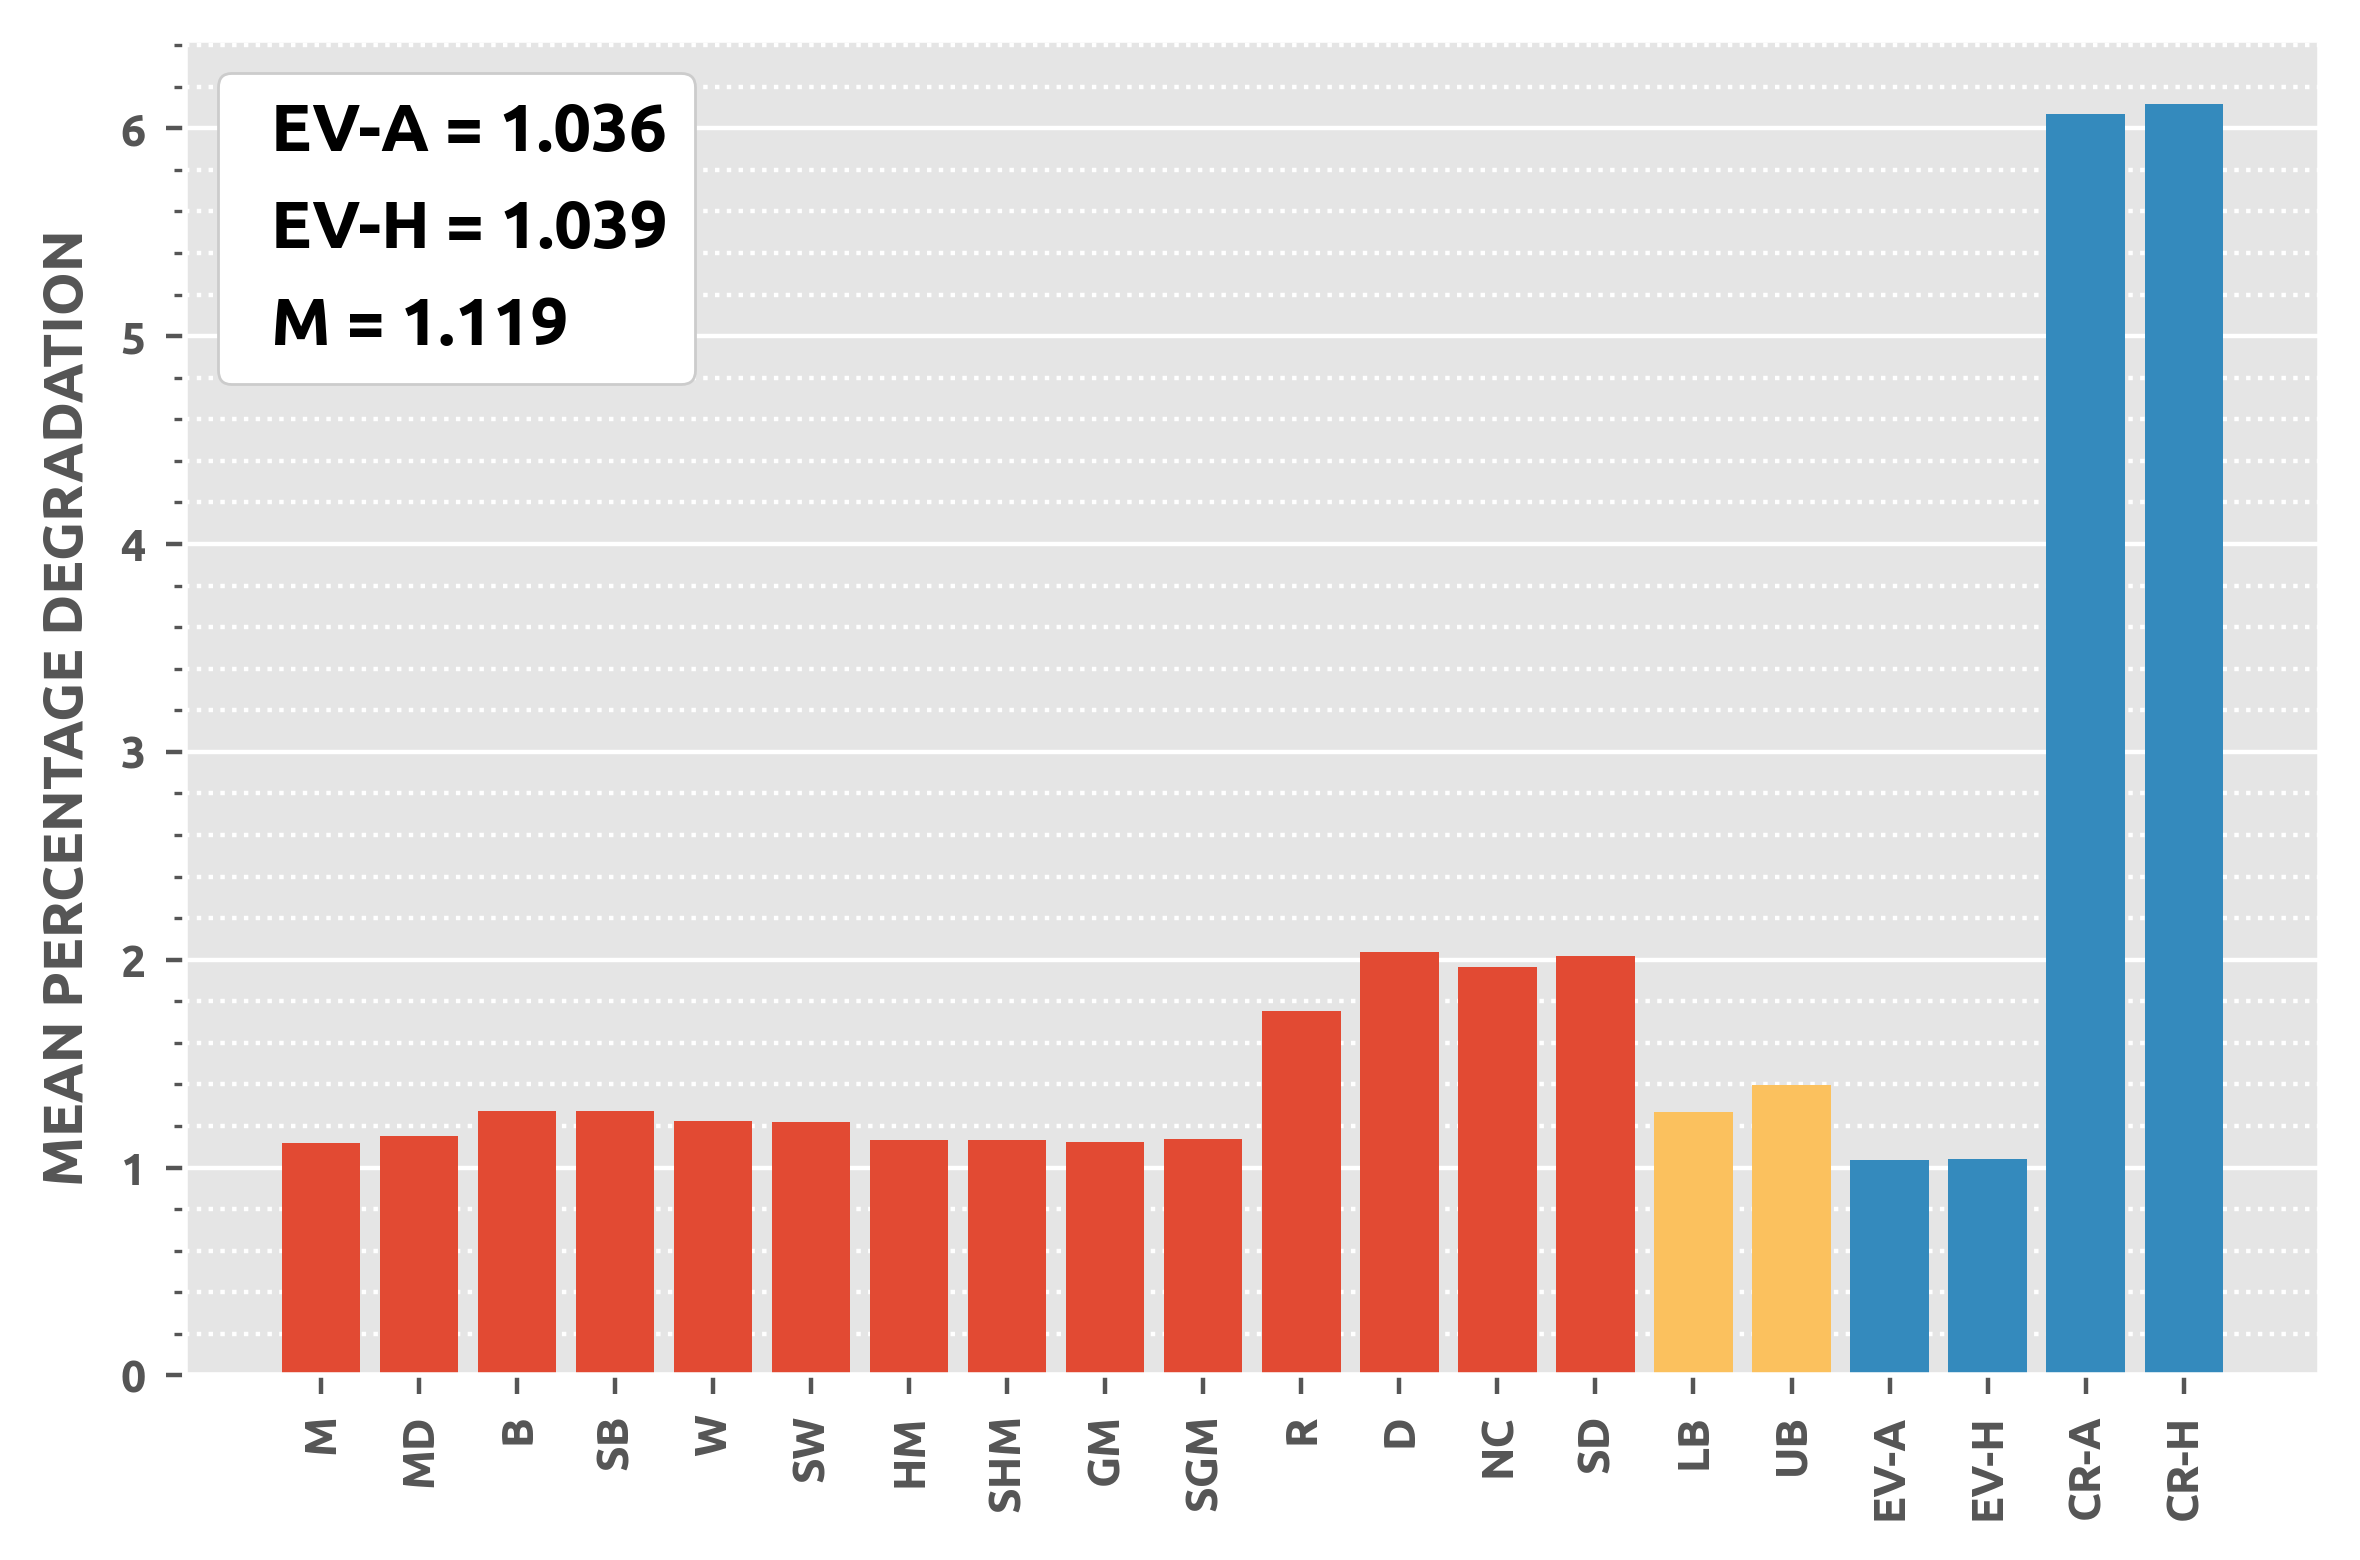 EV-A = 1.036
EV-H = 1.039
M = 1.119
MEAN PERCENTAGE DEGRADATION
6
5
4
3
2
1
0
M
MD
B
SB
W
SW
HM
SHM
GM
SGM
R
D
NC
SD
LB
UB
EV-A
EV-H
CR-A
CR-H